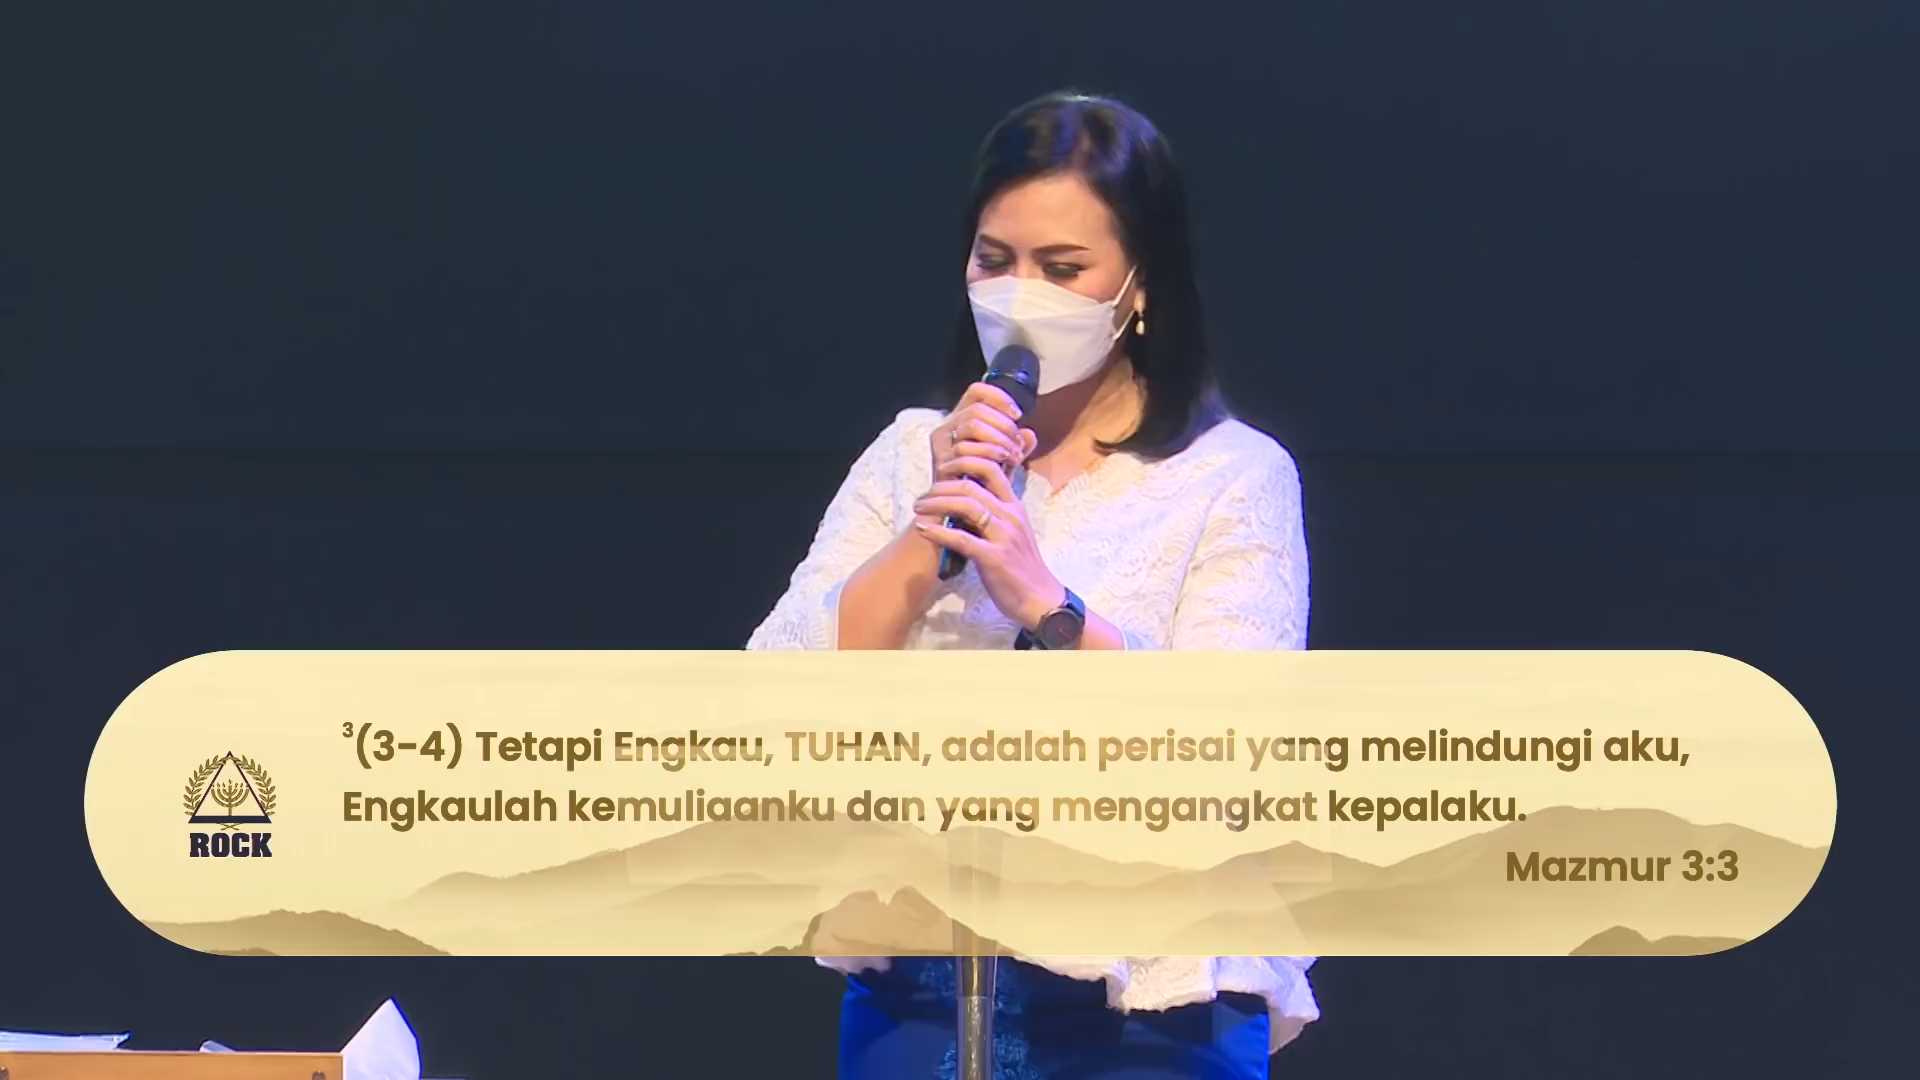 ³(3-4) Tetapi Engkau, TUHAN, adalah perisai yang melindungi aku,
Engkaulah kemuliaanku dan yang mengangkat kepalaku.
Mazmur 3:3
ROCK